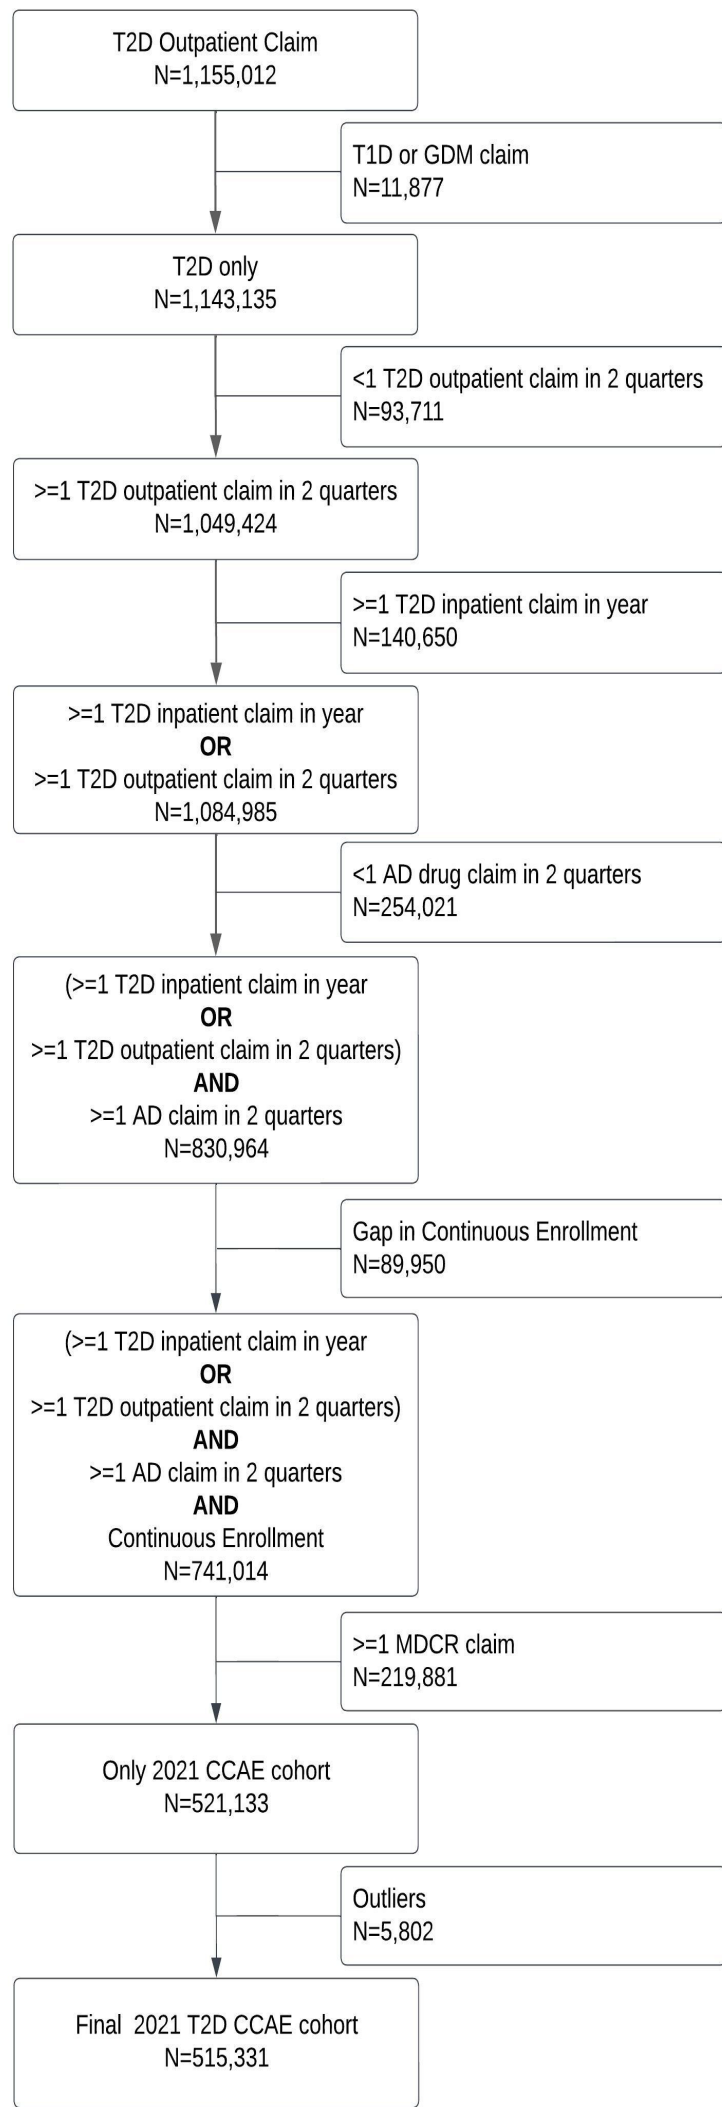 T2D Outpatient Claim
N=1,155,012
T1D or GDM claim
N=11,877
T2D only
N=1,143,135
<1 T2D outpatient claim in 2 quarters
N=93,711
>=1 T2D outpatient claim in 2 quarters
N=1,049,424
>=1 T2D inpatient claim in year
N=140,650
>=1 T2D inpatient claim in year
OR
>=1 T2D outpatient claim in 2 quarters
N=1,084,985
<1 AD drug claim in 2 quarters
N=254,021
(>=1 T2D inpatient claim in year
OR
>=1 T2D outpatient claim in 2 quarters)
AND
>=1 AD claim in 2 quarters
N=830,964
Gap in Continuous Enrollment
N=89,950
(>=1 T2D inpatient claim in year
OR
>=1 T2D outpatient claim in 2 quarters)
AND
>=1 AD claim in 2 quarters
AND
Continuous Enrollment
N=741,014
>=1 MDCR claim
N=219,881
Only 2021 CCAE cohort
N=521,133
Outliers
N=5,802
Final  2021 T2D CCAE cohort
N=515,331